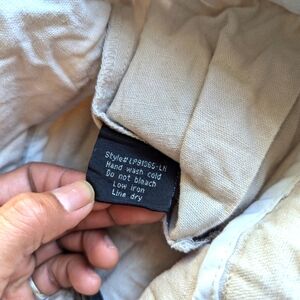 Style# LP91065-LN
Hand wash cold
Do not bleach
Low iron
Line dry